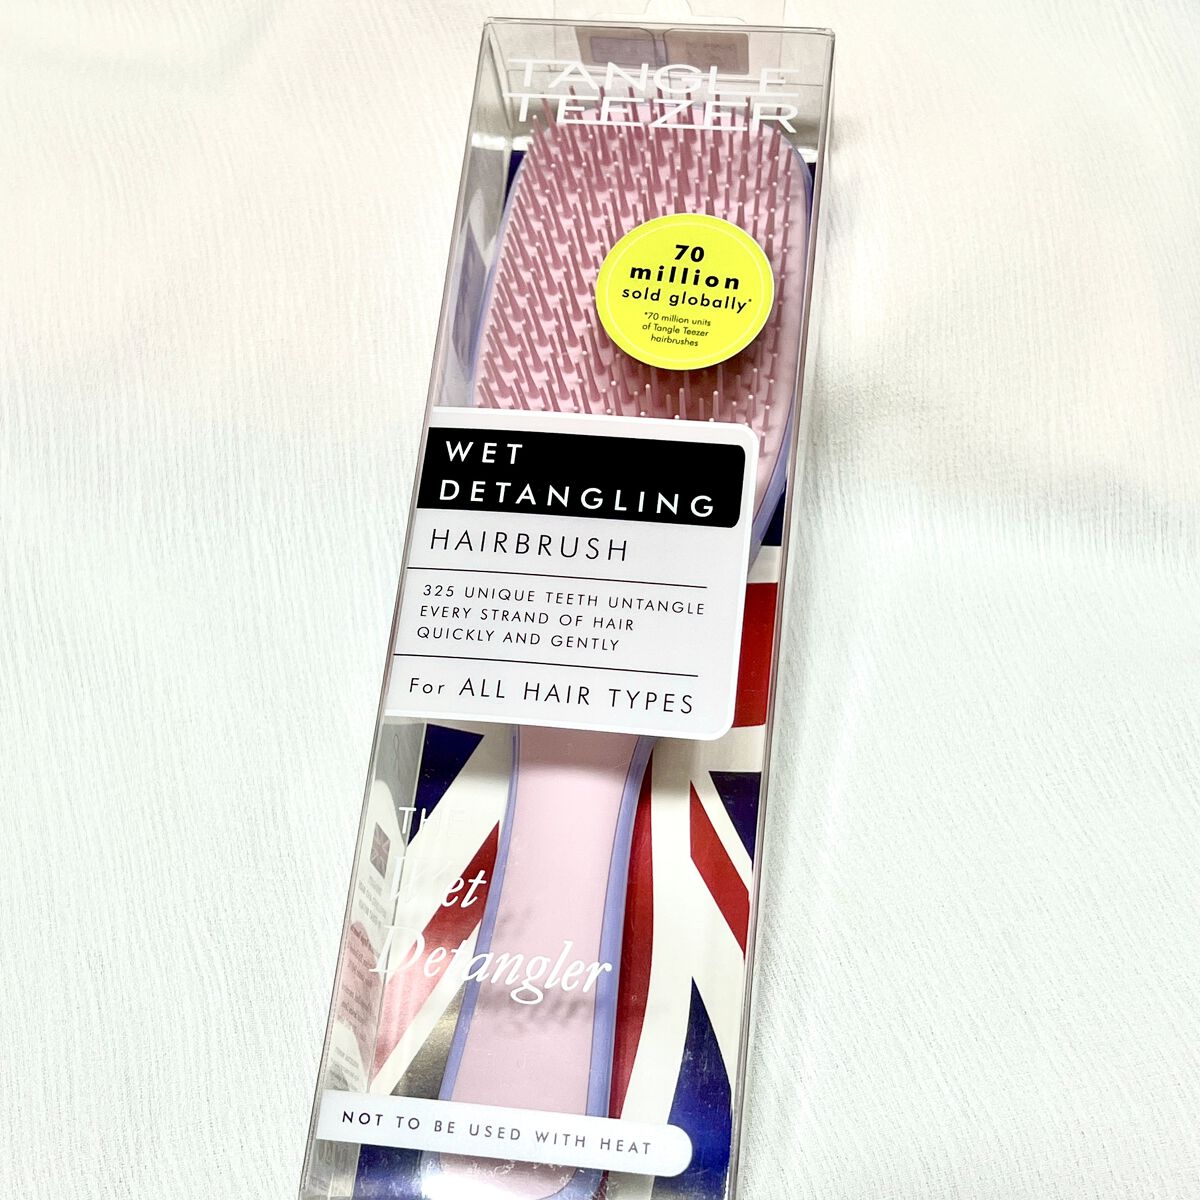 TANGLE
TEEZER
70
million
sold globally*
*70 million units
of Tangle Teezer
hairbrushes
WET
DETANGLING
HAIRBRUSH
325 UNIQUE TEETH UNTANGLE
EVERY STRAND OF HAIR
QUICKLY AND GENTLY
For ALL HAIR TYPES
THE
Wet
Detangler
NOT TO BE USED WITH HEAT